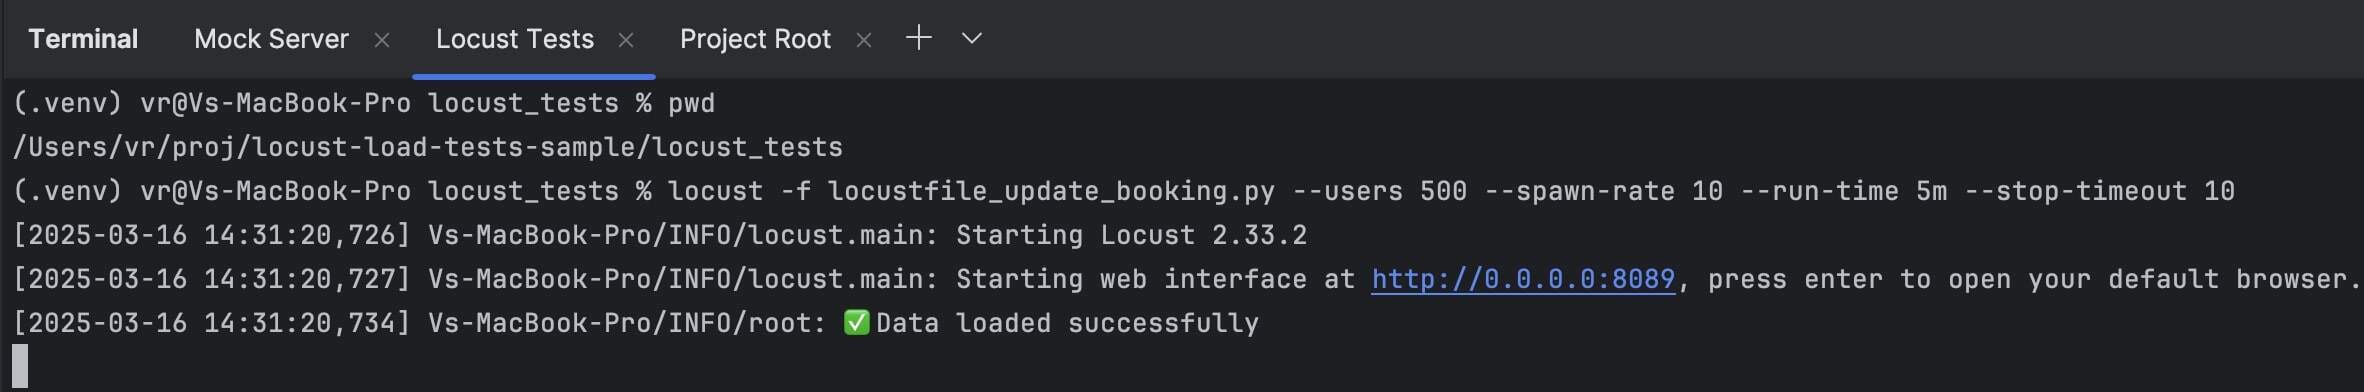 Terminal Mock Server × Locust Tests × Project Root ×
(.venv) vr@Vs-MacBook-Pro locust_tests % pwd
/Users/vr/proj/locust-load-tests-sample/locust_tests
(.venv) vr@Vs-MacBook-Pro locust_tests % locust -f locustfile_update_booking.py --users 500 --spawn-rate 10 --run-time 5m --stop-timeout 10
[2025-03-16 14:31:20,726] Vs-MacBook-Pro/INFO/locust.main: Starting Locust 2.33.2
[2025-03-16 14:31:20,727] Vs-MacBook-Pro/INFO/locust.main: Starting web interface at http://0.0.0.0:8089, press enter to open your default browser.
[2025-03-16 14:31:20,734] Vs-MacBook-Pro/INFO/root: ✅Data loaded successfully